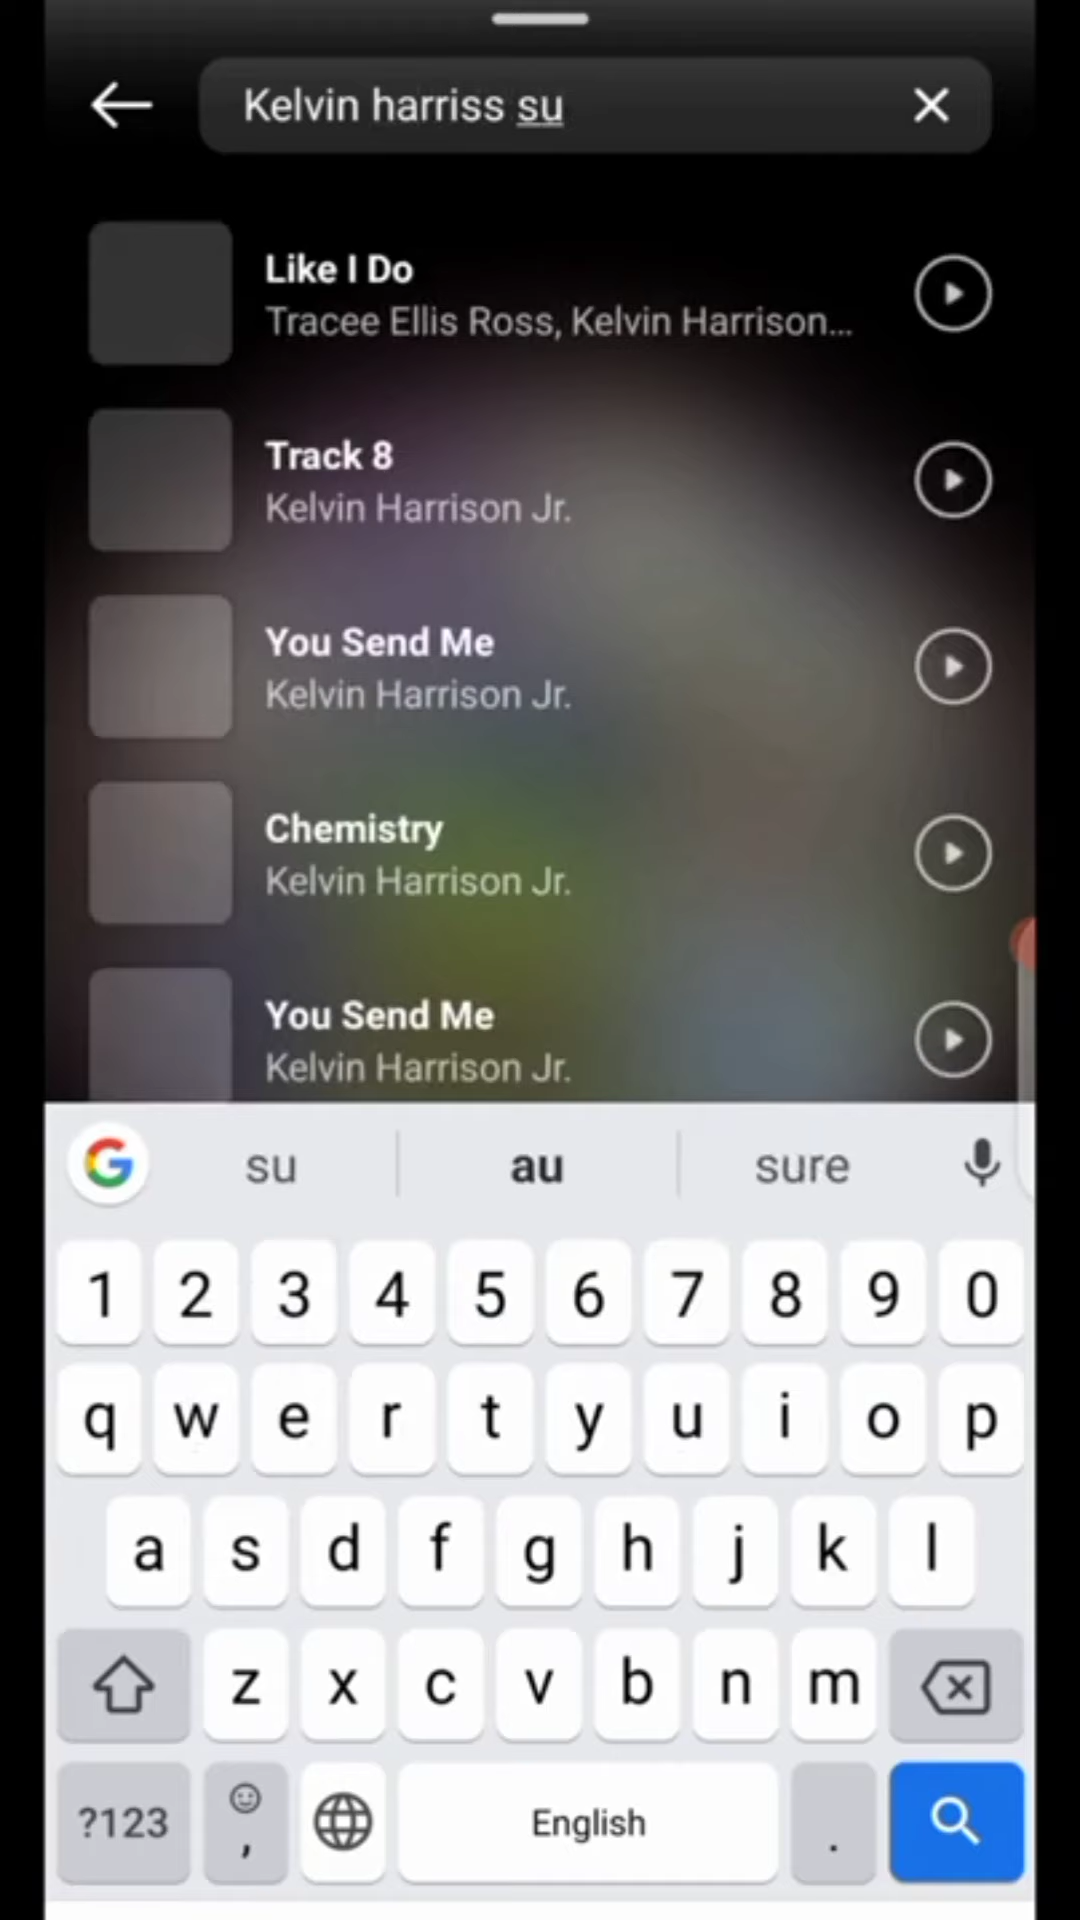 Kelvin harriss su
Like I Do
Tracee Ellis Ross, Kelvin Harrison...
Track 8
Kelvin Harrison Jr.
You Send Me
Kelvin Harrison Jr.
Chemistry
Kelvin Harrison Jr.
You Send Me
Kelvin Harrison Jr.
su au sure
1 2 3 4 5 6 7 8 9 0
q w e r t y u i o p
a s d f g h j k l
z x c v b n m
?123 , English .